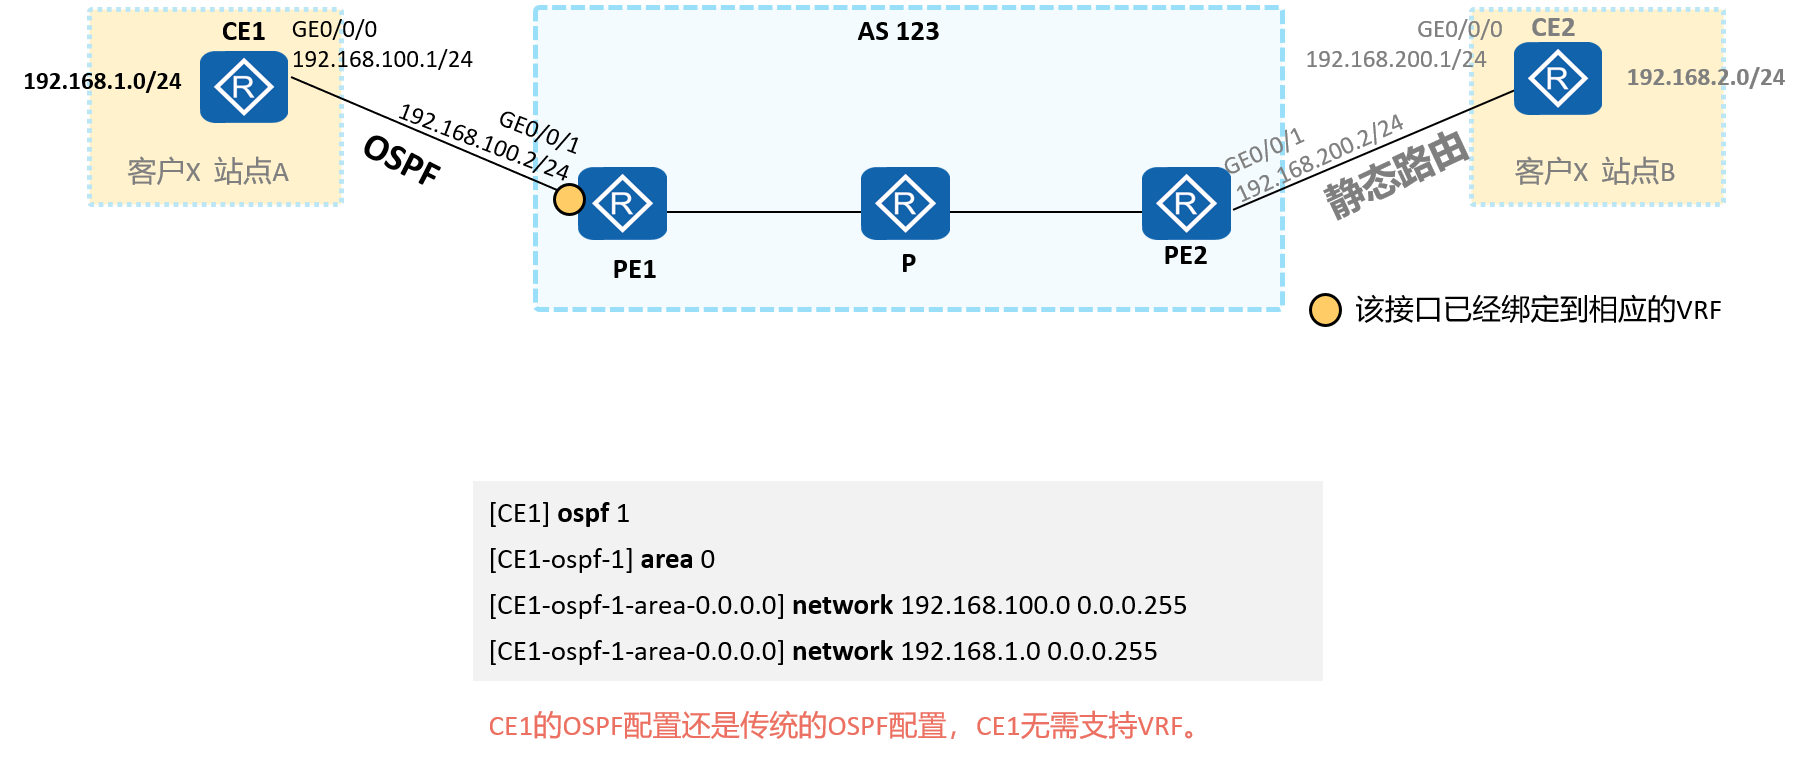 CE1
GE0/0/0
192.168.100.1/24
192.168.1.0/24
R
客户X 站点A
192.168.100.2/24
GE0/0/1
OSPF
AS 123
R
PE1
R
P
R
PE2
GE0/0/0
192.168.200.1/24
CE2
R
192.168.2.0/24
客户X 站点B
GE0/0/1
192.168.200.2/24
静态路由
该接口已经绑定到相应的VRF
[CE1] ospf 1
[CE1-ospf-1] area 0
[CE1-ospf-1-area-0.0.0.0] network 192.168.100.0 0.0.0.255
[CE1-ospf-1-area-0.0.0.0] network 192.168.1.0 0.0.0.255
CE1的OSPF配置还是传统的OSPF配置，CE1无需支持VRF。